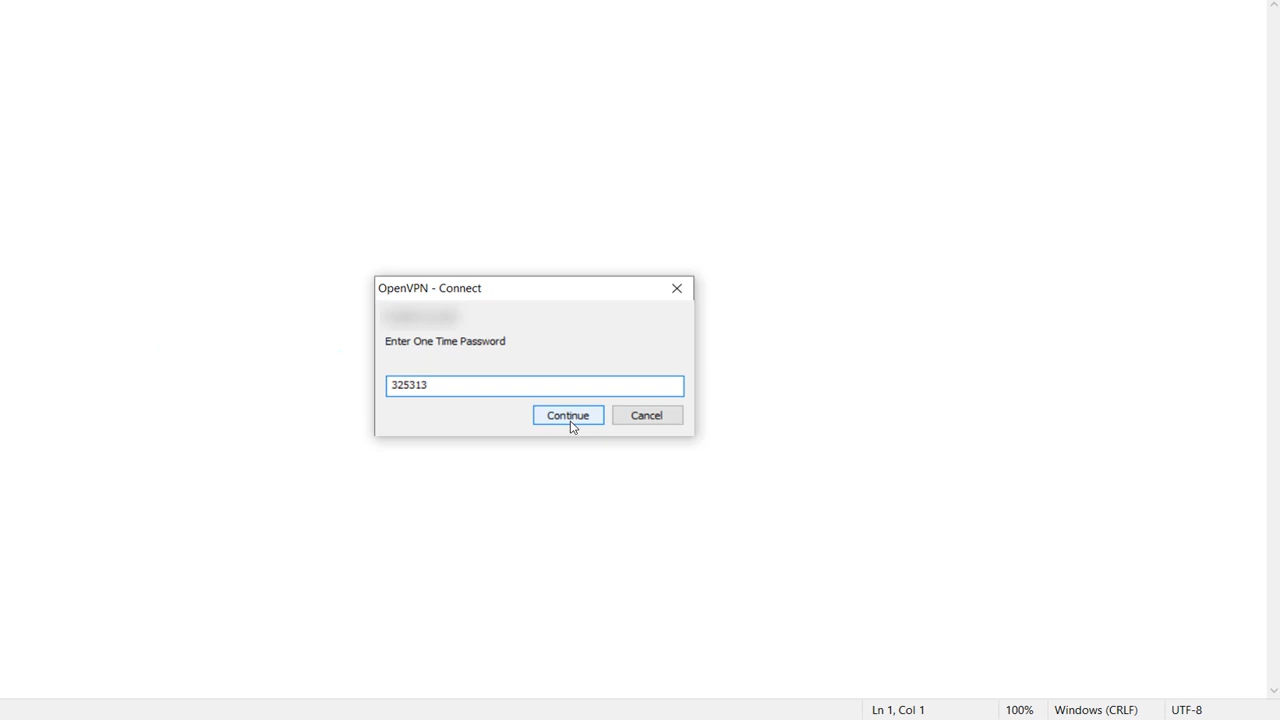 OpenVPN - Connect
Enter One Time Password
325313
Continue
Cancel
Ln 1, Col 1
100%
Windows (CRLF)
UTF-8